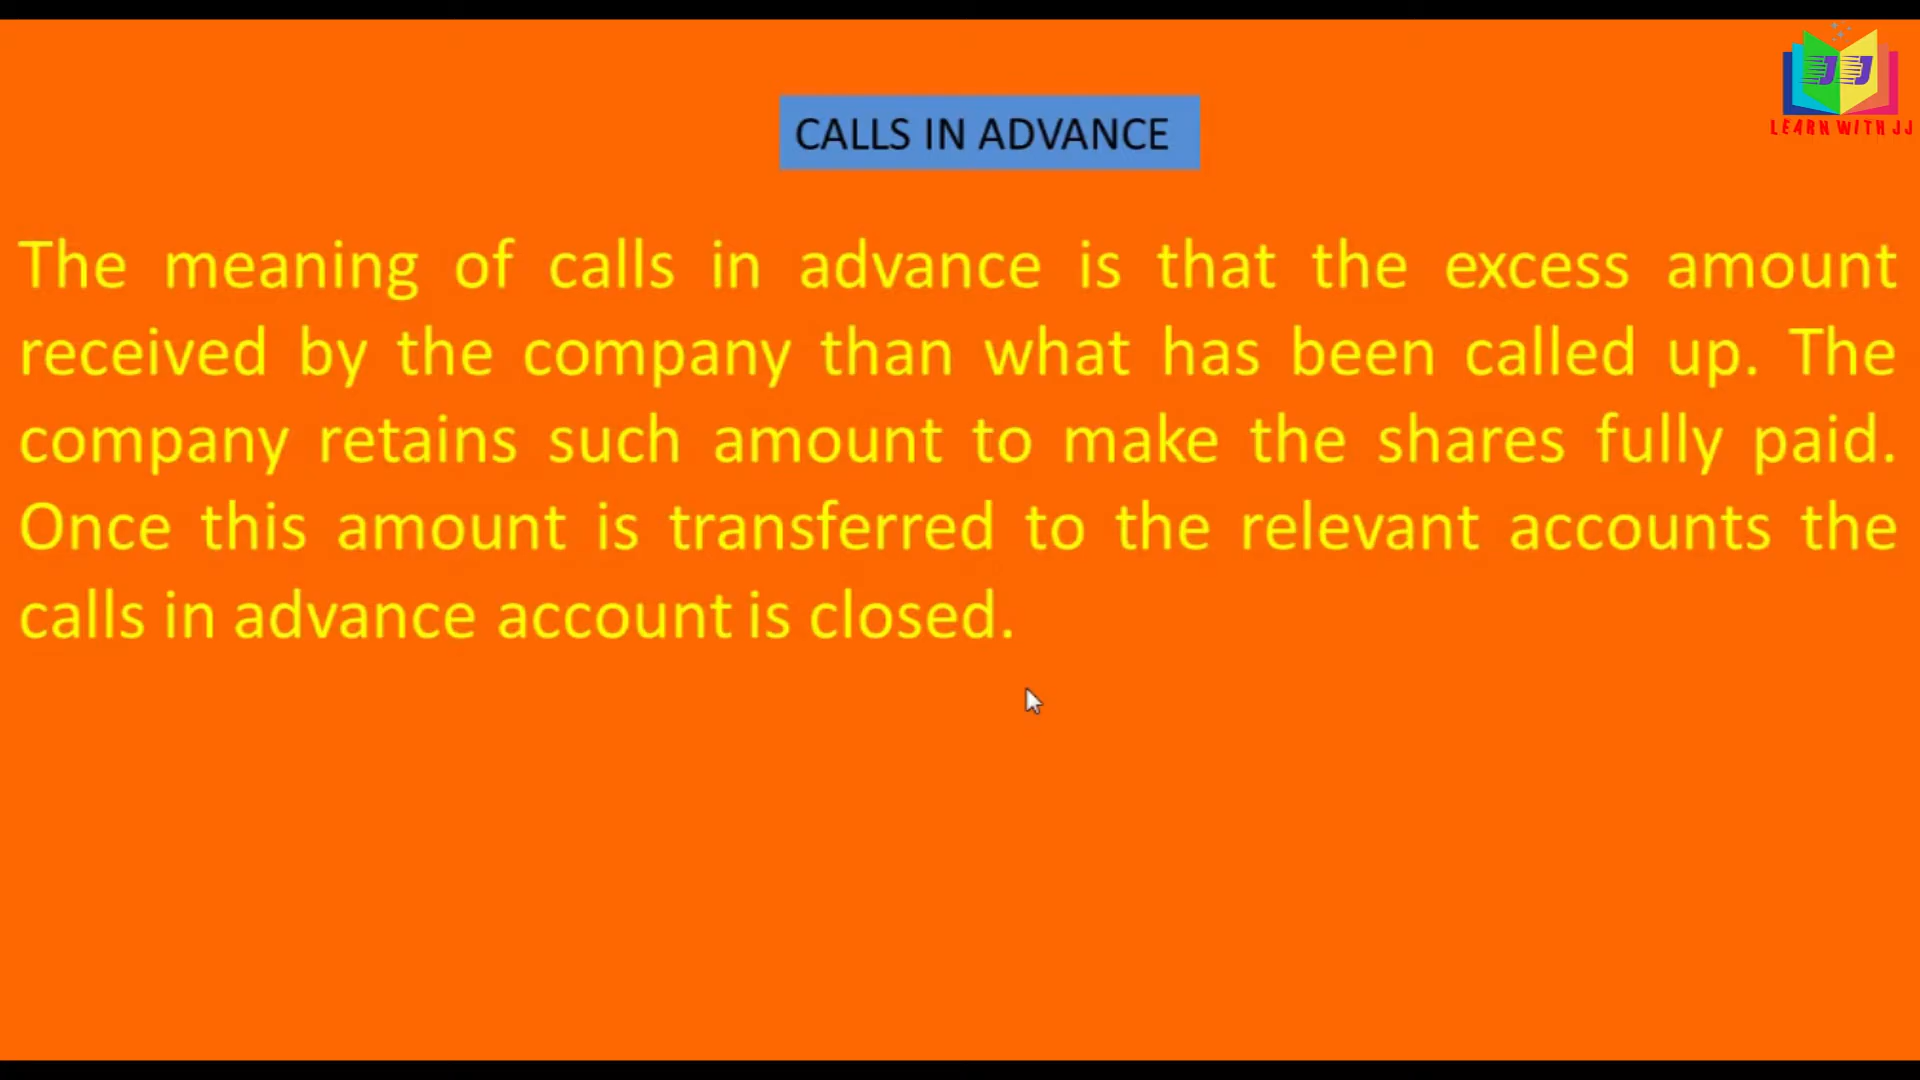 JJ
LEARN WITH JJ
CALLS IN ADVANCE
The meaning of calls in advance is that the excess amount
received by the company than what has been called up. The
company retains such amount to make the shares fully paid.
Once this amount is transferred to the relevant accounts the
calls in advance account is closed.